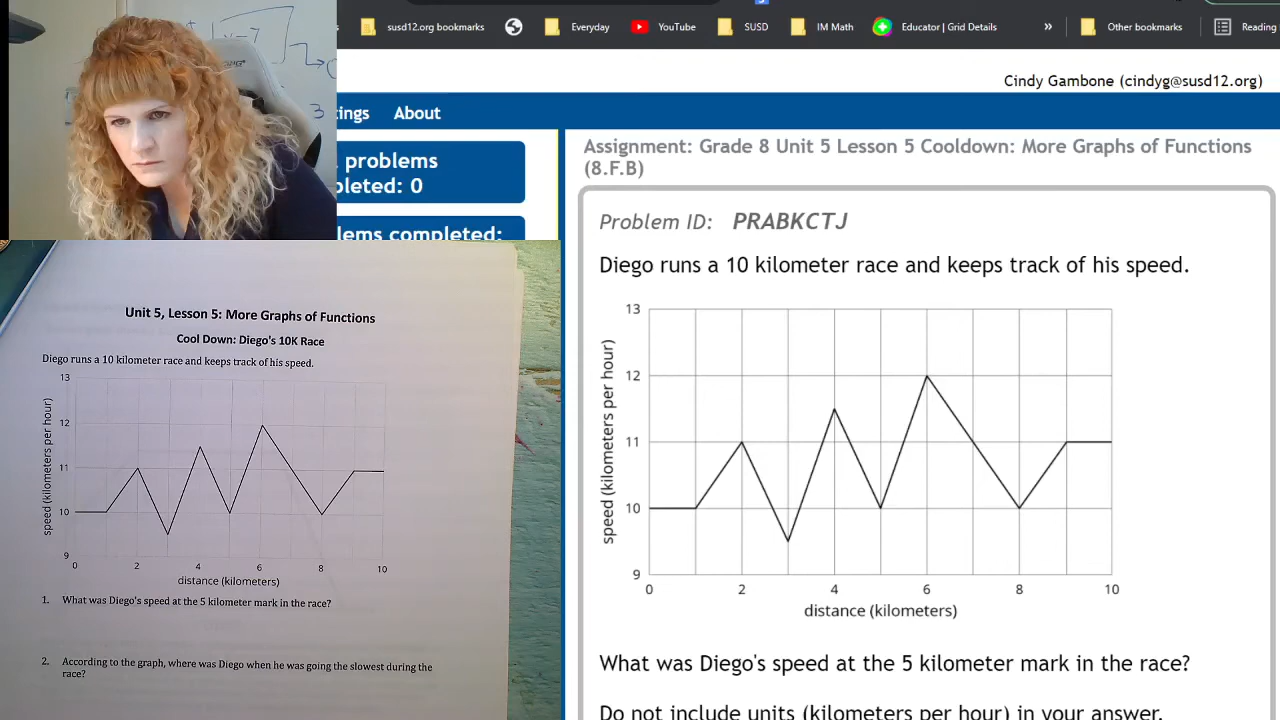 susd12.org bookmarks
Everyday
YouTube
SUSD
IM Math
Educator | Grid Details
»
Other bookmarks
Reading
Cindy Gambone (cindyg@susd12.org)
tings
About
problems
pleted: 0
lems completed:
Assignment: Grade 8 Unit 5 Lesson 5 Cooldown: More Graphs of Functions
(8.F.B)
Problem ID: PRABKCTJ
Diego runs a 10 kilometer race and keeps track of his speed.
13
12
11
10
9
speed (kilometers per hour)
0 2 4 6 8 10
distance (kilometers)
What was Diego's speed at the 5 kilometer mark in the race?
Do not include units (kilometers per hour) in your answer.
Unit 5, Lesson 5: More Graphs of Functions
Cool Down: Diego's 10K Race
Diego runs a 10 kilometer race and keeps track of his speed.
13
12
11
10
9
speed (kilometers per hour)
0 2 4 6 8 10
distance (kilometers)
1. What was Diego's speed at the 5 kilometer mark in the race?
2. According to the graph, where was Diego when he was going the slowest during the
race?
3